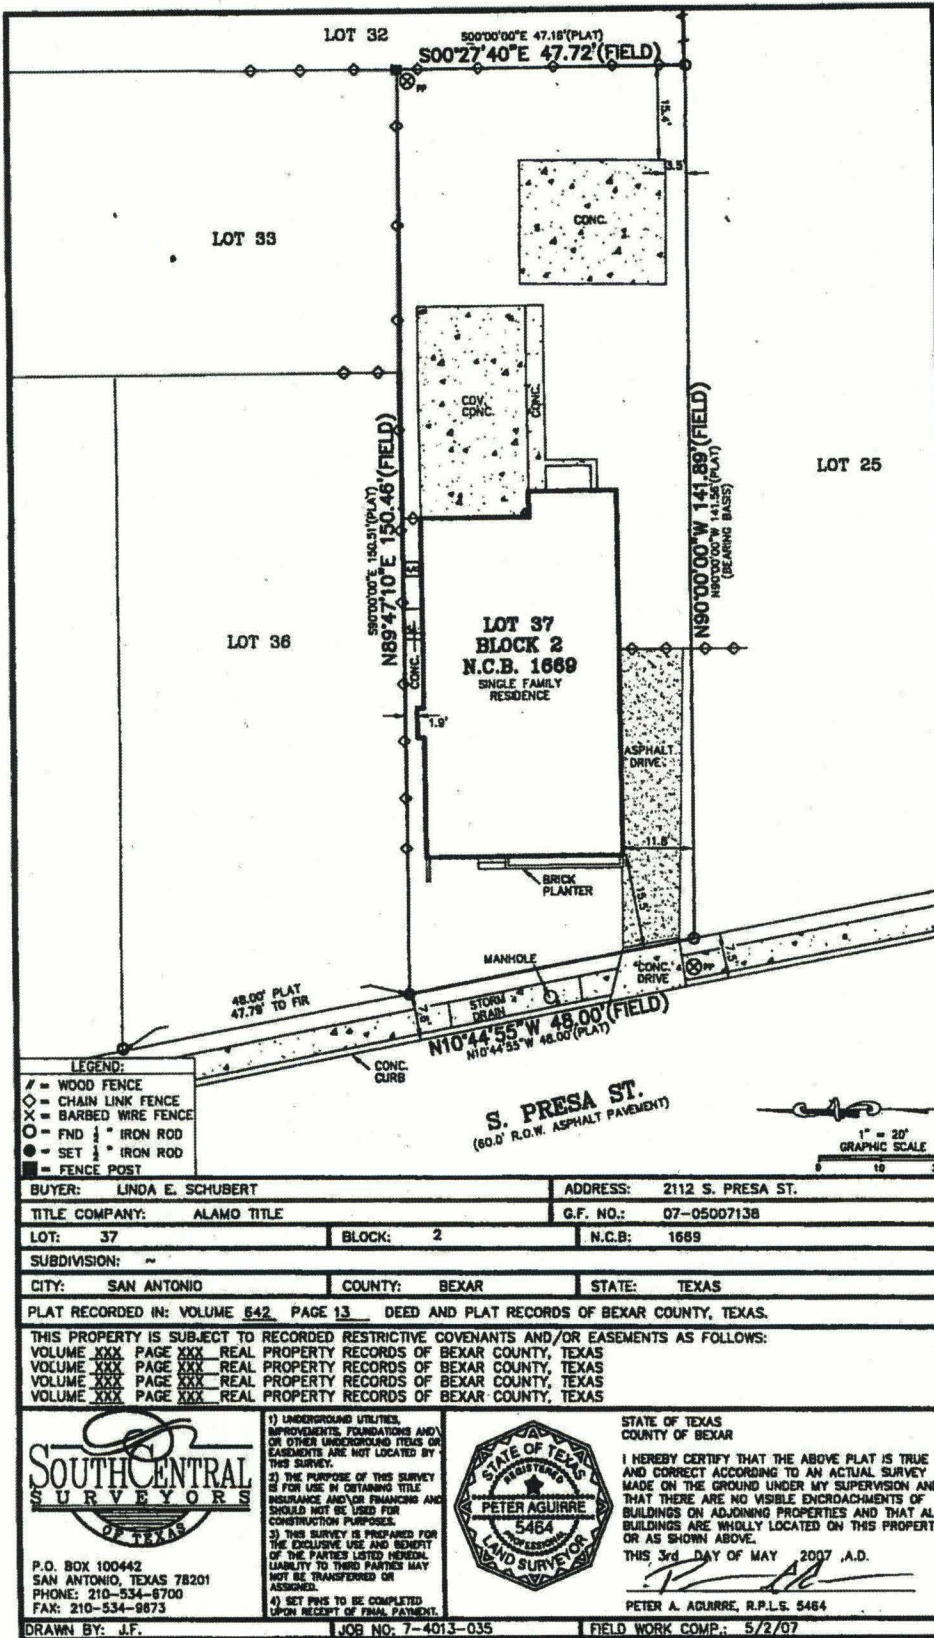 LOT 32
S00°00'00"E 47.16'(PLAT)
S00°27'40"E 47.72'(FIELD)
PP
15.4'
3.5'
CONC.
LOT 33
COV. CONC.
CONC.
S90°00'00"E 150.51'(PLAT)
N89°47'10"E 150.46'(FIELD)
N90°00'00"W 141.89'(FIELD)
N90°00'00"W 141.56'(PLAT)
(BEARING BASIS)
LOT 25
LOT 36
CONC.
LOT 37
BLOCK 2
N.C.B. 1669
SINGLE FAMILY
RESIDENCE
1.9'
ASPHALT
DRIVE
11.8'
BRICK
PLANTER
15.5'
MANHOLE
"CONC."
DRIVE
PP
7.5'
48.00' PLAT
47.79' TO FIR
7.6'
STORM
DRAIN
N10°44'55"W 48.00'(FIELD)
N10°44'55"W 48.00'(PLAT)
CONC.
CURB
LEGEND:
// = WOOD FENCE
◇ = CHAIN LINK FENCE
X = BARBED WIRE FENCE
O = FND ½" IRON ROD
● = SET ½" IRON ROD
■ = FENCE POST
S. PRESA ST.
(60.0' R.O.W. ASPHALT PAVEMENT)
1" = 20'
GRAPHIC SCALE
0 10
BUYER: LINDA E. SCHUBERT ADDRESS: 2112 S. PRESA ST.
TITLE COMPANY: ALAMO TITLE G.F. NO.: 07-05007138
LOT: 37 BLOCK: 2 N.C.B: 1669
SUBDIVISION: ~
CITY: SAN ANTONIO COUNTY: BEXAR STATE: TEXAS
PLAT RECORDED IN: VOLUME 642 PAGE 13 DEED AND PLAT RECORDS OF BEXAR COUNTY, TEXAS.
THIS PROPERTY IS SUBJECT TO RECORDED RESTRICTIVE COVENANTS AND/OR EASEMENTS AS FOLLOWS:
VOLUME XXX PAGE XXX REAL PROPERTY RECORDS OF BEXAR COUNTY, TEXAS
VOLUME XXX PAGE XXX REAL PROPERTY RECORDS OF BEXAR COUNTY, TEXAS
VOLUME XXX PAGE XXX REAL PROPERTY RECORDS OF BEXAR COUNTY, TEXAS
VOLUME XXX PAGE XXX REAL PROPERTY RECORDS OF BEXAR COUNTY, TEXAS
SOUTHCENTRAL
SURVEYORS
OF TEXAS
P.O. BOX 100442
SAN ANTONIO, TEXAS 78201
PHONE: 210-534-6700
FAX: 210-534-9673
1) UNDERGROUND UTILITIES,
IMPROVEMENTS, FOUNDATIONS AND\
OR OTHER UNDERGROUND ITEMS OR
EASEMENTS ARE NOT LOCATED BY
THIS SURVEY.
2) THE PURPOSE OF THIS SURVEY
IS FOR USE IN OBTAINING TITLE
INSURANCE AND\OR FINANCING AND
SHOULD NOT BE USED FOR
CONSTRUCTION PURPOSES.
3) THIS SURVEY IS PREPARED FOR
THE EXCLUSIVE USE AND BENEFIT
OF THE PARTIES LISTED HEREON.
LIABILITY TO THIRD PARTIES MAY
NOT BE TRANSFERRED OR
ASSIGNED.
4) SET PINS TO BE COMPLETED
UPON RECEIPT OF FINAL PAYMENT.
STATE OF TEXAS
REGISTERED
PETER AGUIRRE
5464
PROFESSIONAL
LAND SURVEYOR
STATE OF TEXAS
COUNTY OF BEXAR
I HEREBY CERTIFY THAT THE ABOVE PLAT IS TRUE
AND CORRECT ACCORDING TO AN ACTUAL SURVEY
MADE ON THE GROUND UNDER MY SUPERVISION AND
THAT THERE ARE NO VISIBLE ENCROACHMENTS OF
BUILDINGS ON ADJOINING PROPERTIES AND THAT AL
BUILDINGS ARE WHOLLY LOCATED ON THIS PROPERT
OR AS SHOWN ABOVE.
THIS 3rd DAY OF MAY 2007 ,A.D.
PETER A. AGUIRRE, R.P.L.S. 5464
DRAWN BY: J.F. JOB NO: 7-4013-035 FIELD WORK COMP.: 5/2/07